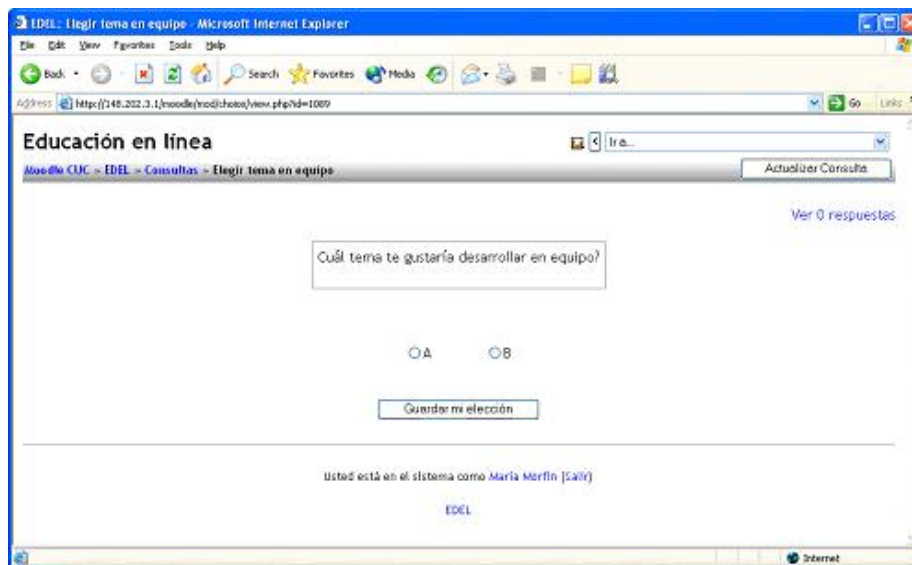 EDEL: Elegir tema en equipo - Microsoft Internet Explorer
File Edit View Favorites Tools Help
Back Search Favorites Media
Address http://148.202.3.1/moodle/mod/choice/view.php?id=1089 Go Links
Educación en línea Ir a...
Moodle CUC » EDEL » Consultas » Elegir tema en equipo Actualizar Consulta
Ver 0 respuestas
Cuál tema te gustaría desarrollar en equipo?
A B
Guardar mi elección
Usted está en el sistema como María Morfín (Salir)
EDEL
Internet